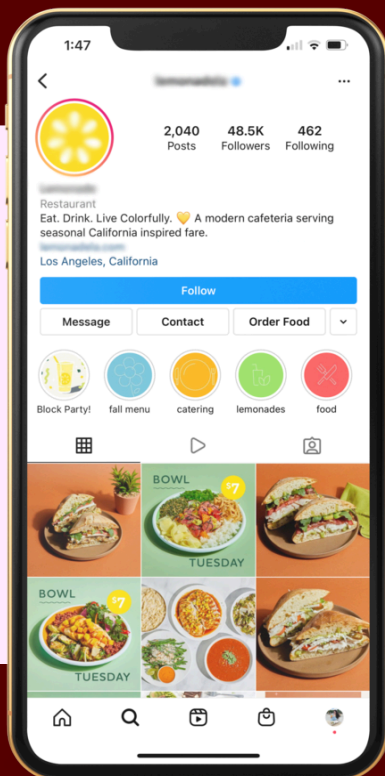 1:47
2,040 48.5K 462
Posts Followers Following
Restaurant
Eat. Drink. Live Colorfully. 💛 A modern cafeteria serving
seasonal California inspired fare.
Los Angeles, California
Follow
Message Contact Order Food
Block Party! fall menu catering lemonades food
BOWL $7
TUESDAY
BOWL $7
TUESDAY